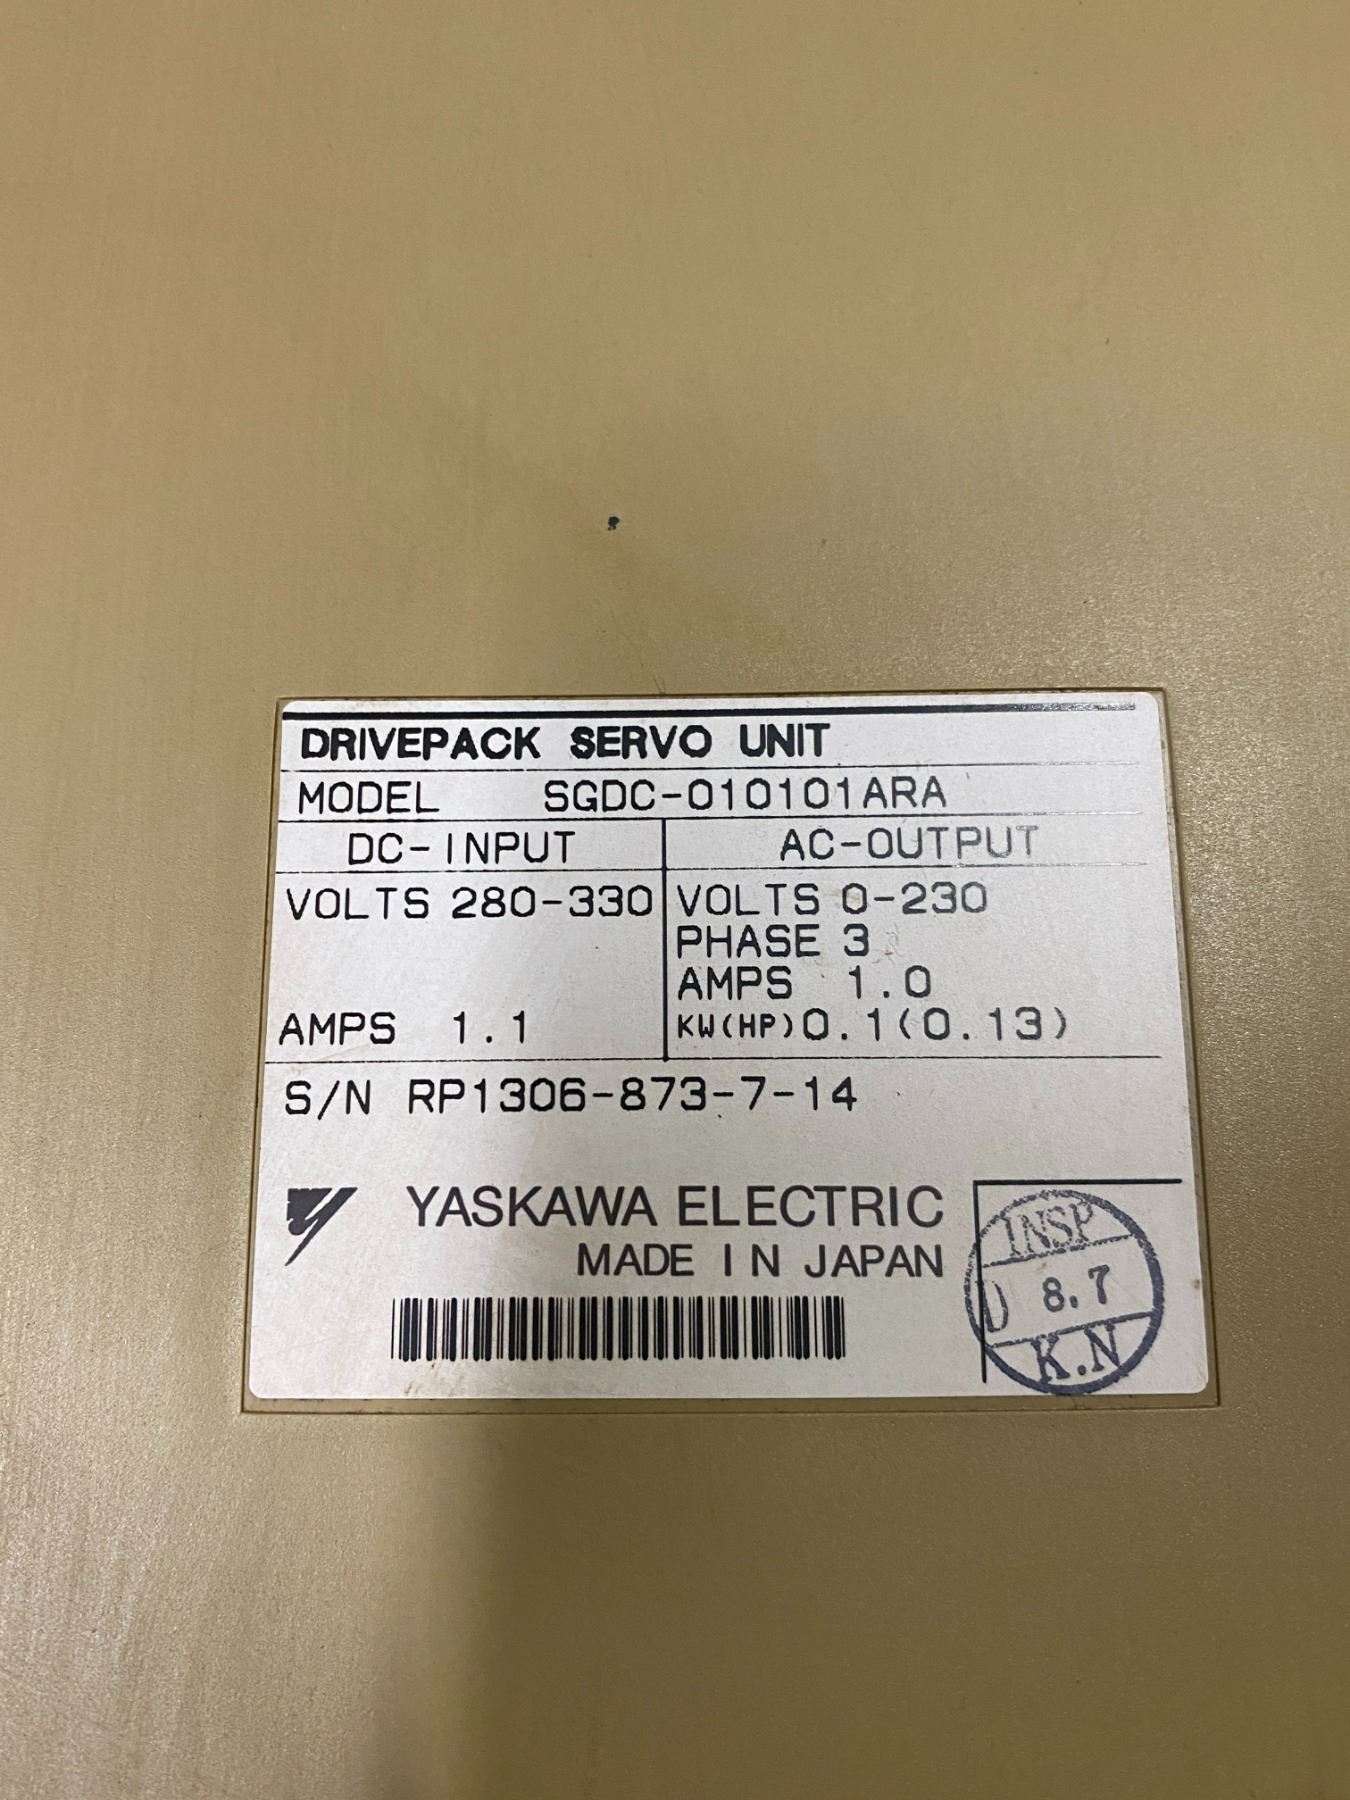 DRIVEPACK SERVO UNIT
MODEL SGDC-010101ARA
DC-INPUT
VOLTS 280-330
AMPS 1.1
AC-OUTPUT
VOLTS 0-230
PHASE 3
AMPS 1.0
KW(HP)0.1(0.13)
S/N RP1306-873-7-14
YASKAWA ELECTRIC
MADE IN JAPAN
INSP
D 8.7
K.N